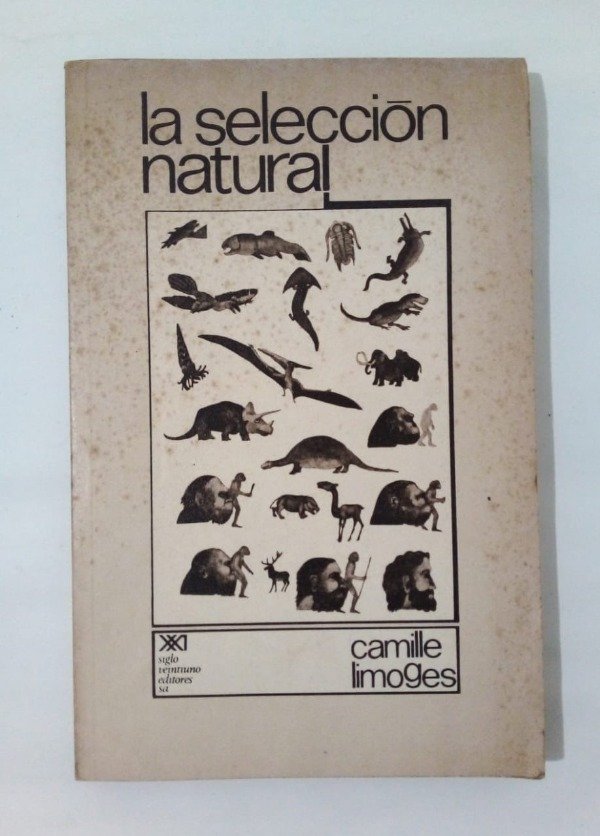 la selección
natural
siglo
veintiuno
editores
sa
camille
limoges